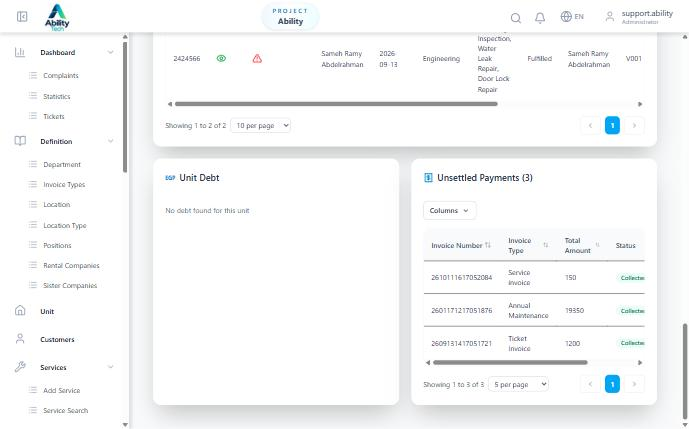 Ability
Tech
PROJECT
Ability
EN
support.ability
Administrator
Dashboard
Complaints
Statistics
Tickets
Definition
Department
Invoice Types
Location
Location Type
Positions
Rental Companies
Sister Companies
Unit
Customers
Services
Add Service
Service Search
2424566
Sameh Ramy
Abdelrahman
2026-
09-13
Engineering
Inspection,
Water
Leak
Repair,
Door Lock
Repair
Fulfilled
Sameh Ramy
Abdelrahman
V001
Showing 1 to 2 of 2
10 per page
1
EGP Unit Debt
No debt found for this unit
Unsettled Payments (3)
Columns
Invoice Number
Invoice
Type
Total
Amount
Status
2610111617052084
Service
Invoice
150
Collecte
2601171217051876
Annual
Maintenance
19350
Collecte
2609131417051721
Ticket
Invoice
1200
Collecte
Showing 1 to 3 of 3
5 per page
1